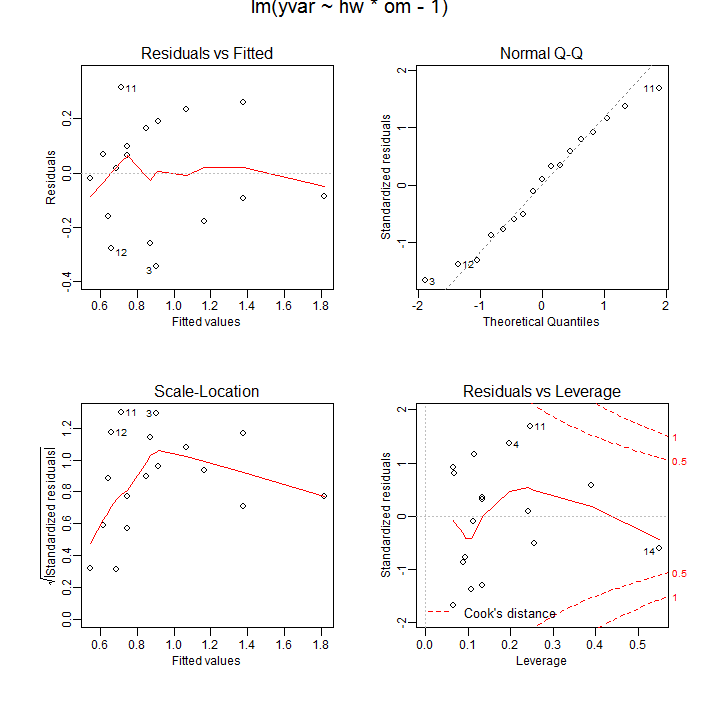 lm(yvar ~ hw * om - 1)
Residuals vs Fitted
Residuals
-0.4 -0.2 0.0 0.2
11
12
3
0.6 0.8 1.0 1.2 1.4 1.6 1.8
Fitted values
Normal Q-Q
Standardized residuals
-1 0 1 2
11
12
3
-2 -1 0 1 2
Theoretical Quantiles
Scale-Location
√|Standardized residuals|
0.0 0.2 0.4 0.6 0.8 1.0 1.2
11
3
12
0.6 0.8 1.0 1.2 1.4 1.6 1.8
Fitted values
Residuals vs Leverage
Standardized residuals
-2 -1 0 1 2
11
4
14
1
0.5
0.5
1
Cook's distance
0.0 0.1 0.2 0.3 0.4 0.5
Leverage